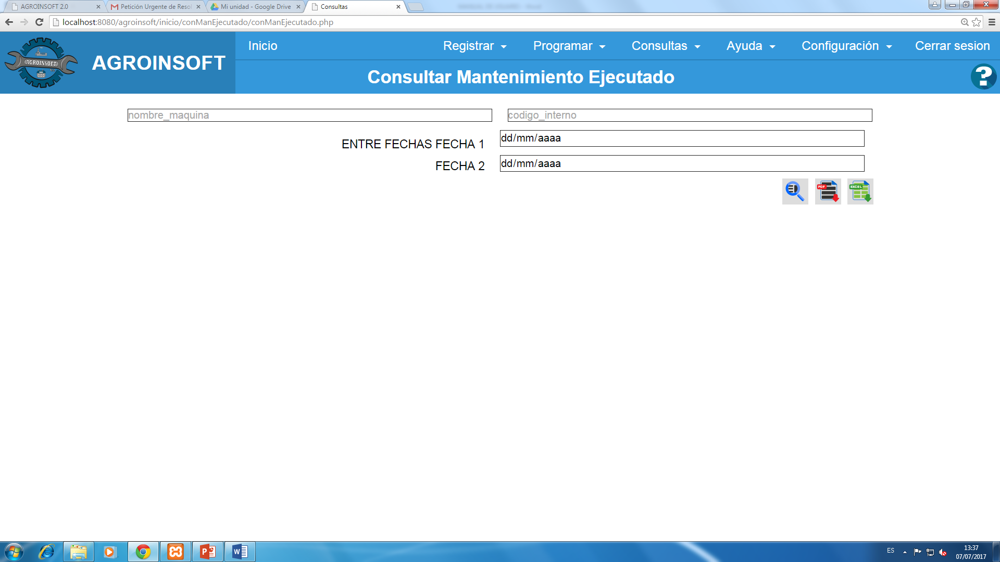 AGROINSOFT 2.0
Petición Urgente de Resol
Mi unidad - Google Drive
Consultas
localhost:8080/agroinsoft/inicio/conManEjecutado/conManEjecutado.php
AGROINSOFT
AGROINSOFT
Inicio
Registrar
Programar
Consultas
Ayuda
Configuración
Cerrar sesion
Consultar Mantenimiento Ejecutado
?
nombre_maquina
codigo_interno
ENTRE FECHAS FECHA 1
dd/mm/aaaa
FECHA 2
dd/mm/aaaa
PDF
EXCEL
ES
13:37
07/07/2017